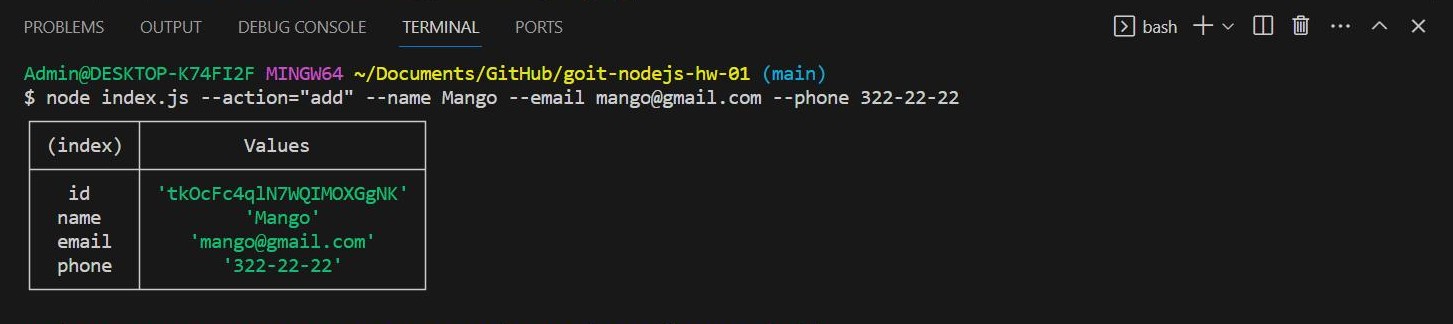 PROBLEMS OUTPUT DEBUG CONSOLE TERMINAL PORTS bash
Admin@DESKTOP-K74FI2F MINGW64 ~/Documents/GitHub/goit-nodejs-hw-01 (main)
$ node index.js --action="add" --name Mango --email mango@gmail.com --phone 322-22-22
(index) Values
id 'tkOcFc4qlN7WQIMOXGgNK'
name 'Mango'
email 'mango@gmail.com'
phone '322-22-22'